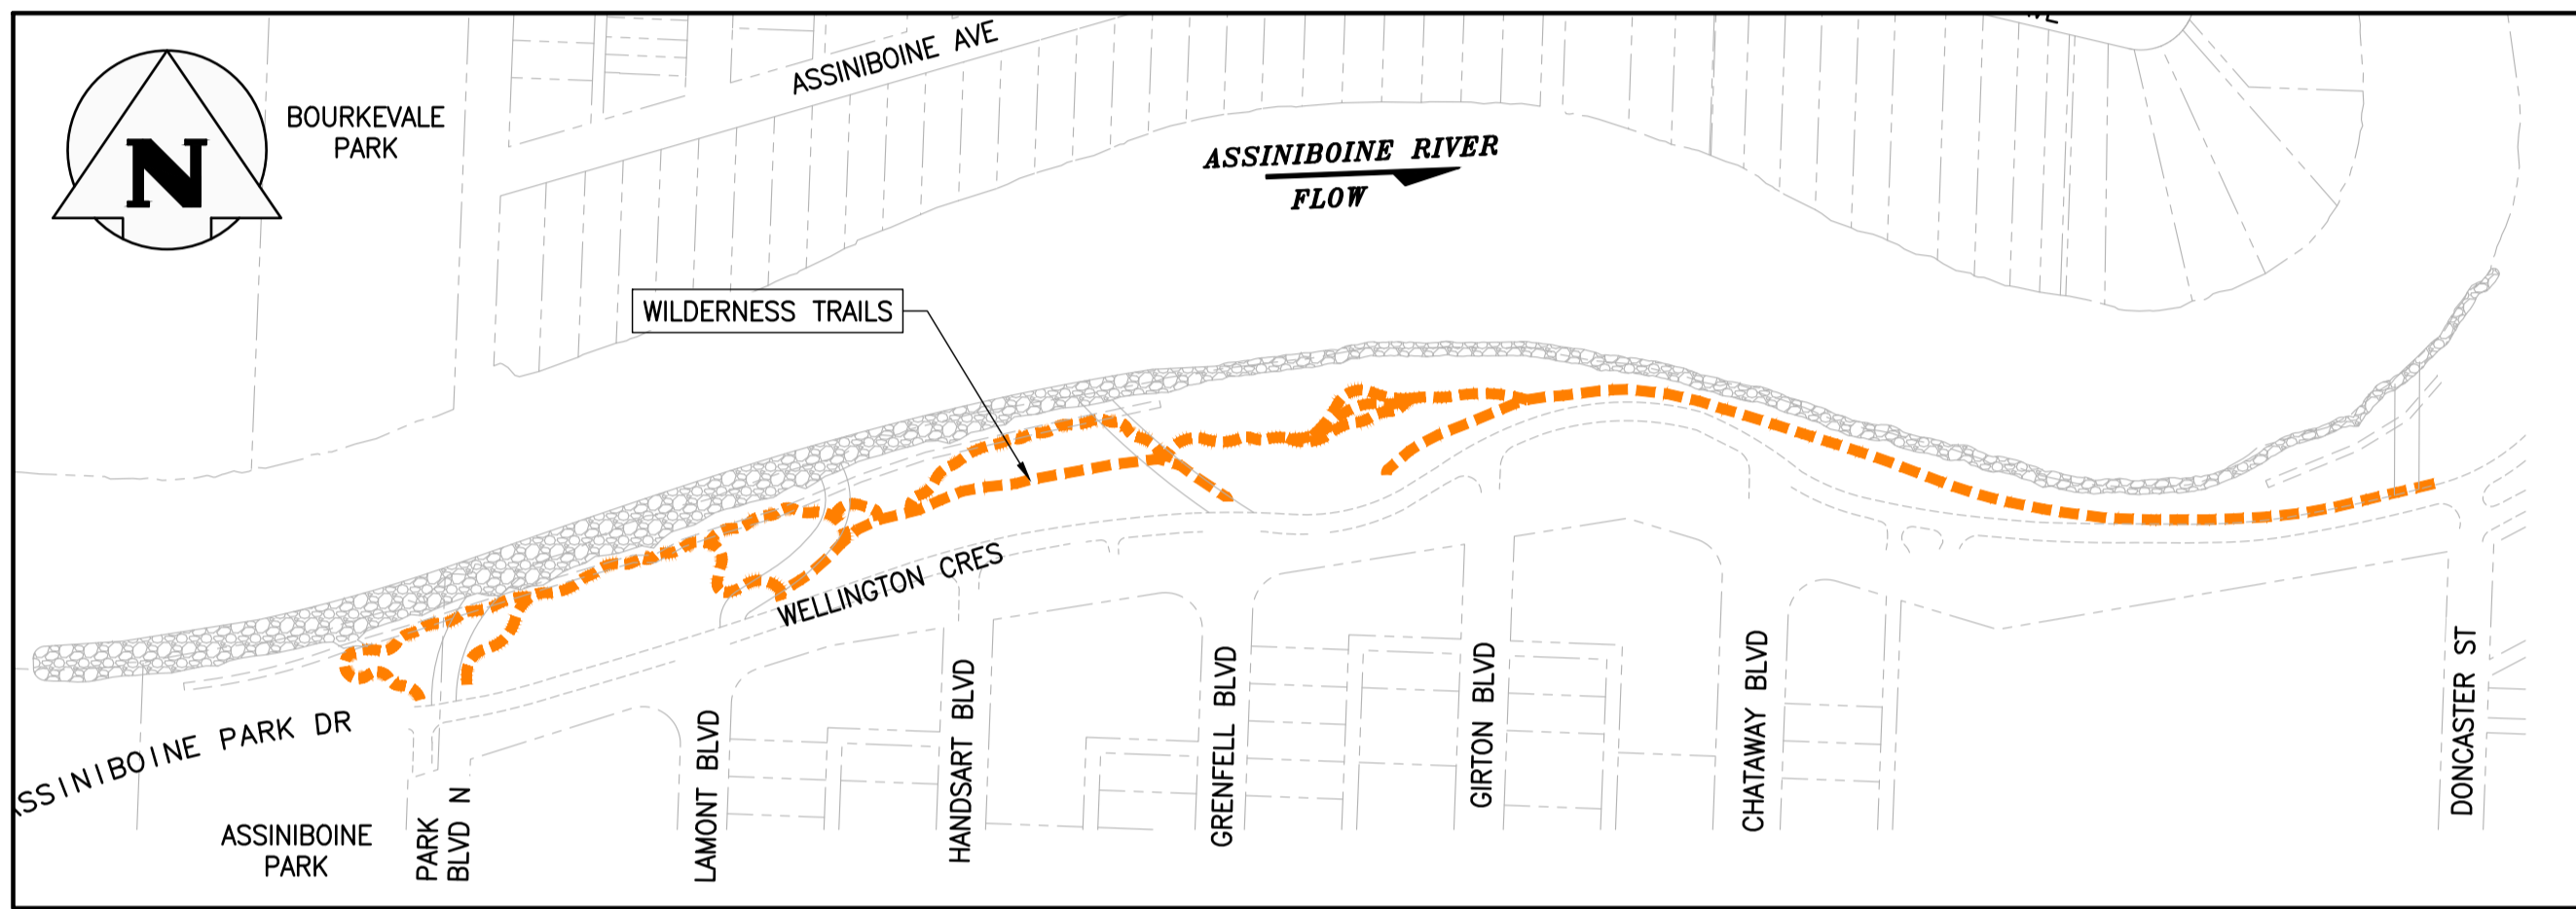 N
BOURKEVALE
PARK
ASSINIBOINE AVE
ASSINIBOINE RIVER
FLOW
WILDERNESS TRAILS
WELLINGTON CRES
ASSINIBOINE PARK DR
ASSINIBOINE
PARK
PARK
BLVD N
LAMONT BLVD
HANDSART BLVD
GRENFELL BLVD
GIRTON BLVD
CHATAWAY BLVD
DONCASTER ST